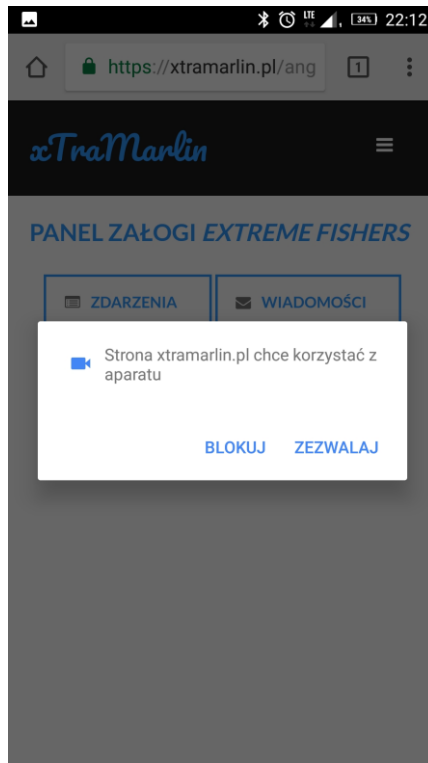 LTE 34% 22:12
https://xtramarlin.pl/ang 1
xTraMarlin
PANEL ZAŁOGI EXTREME FISHERS
ZDARZENIA WIADOMOŚCI
Strona xtramarlin.pl chce korzystać z
aparatu
BLOKUJ ZEZWALAJ